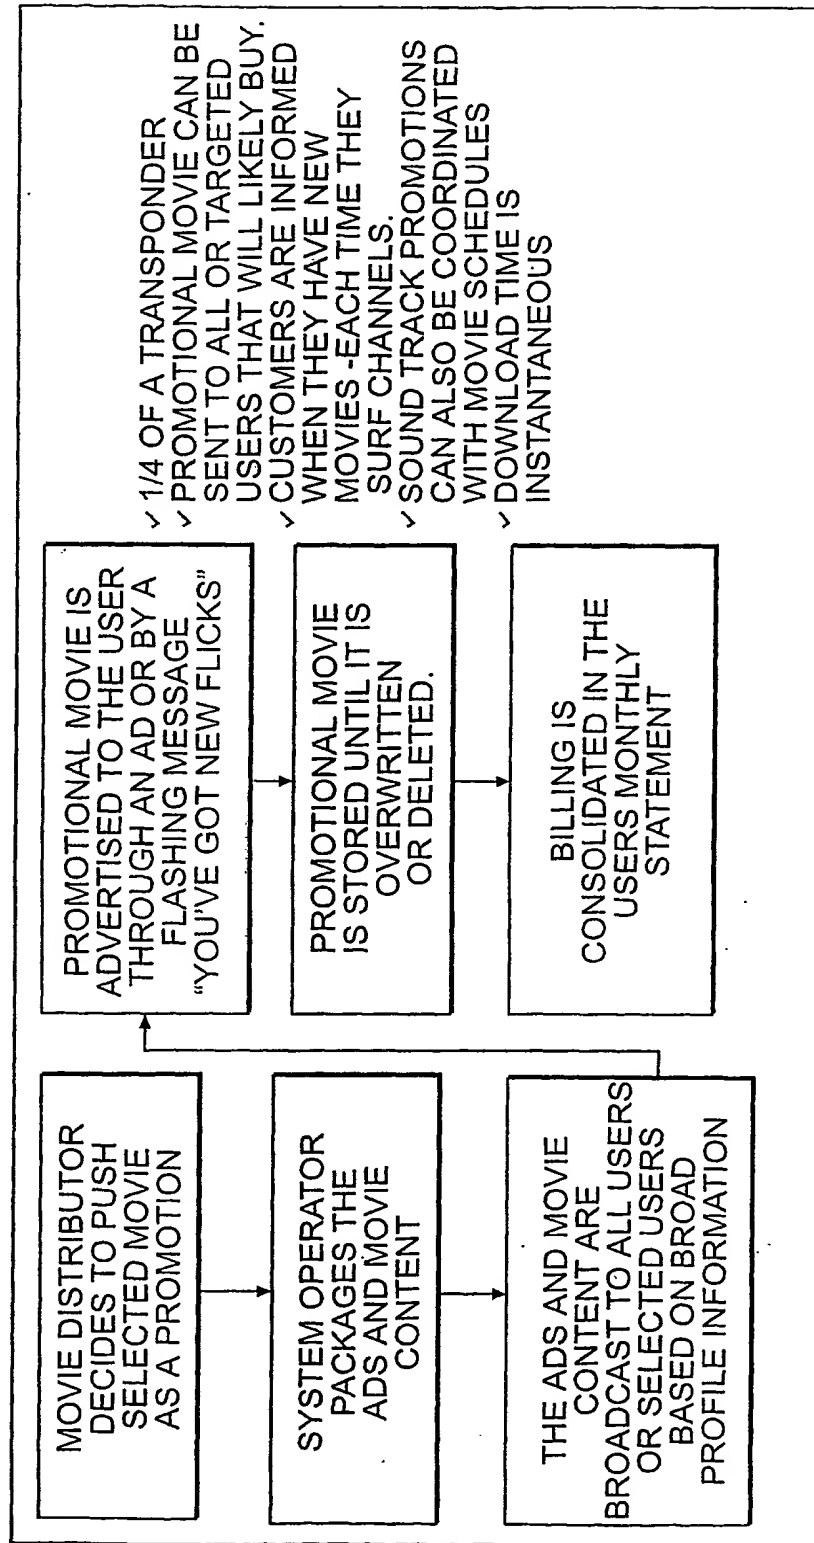 MOVIE DISTRIBUTOR
DECIDES TO PUSH
SELECTED MOVIE
AS A PROMOTION
SYSTEM OPERATOR
PACKAGES THE
ADS AND MOVIE
CONTENT
THE ADS AND MOVIE
CONTENT ARE
BROADCAST TO ALL USERS
OR SELECTED USERS
BASED ON BROAD
PROFILE INFORMATION
PROMOTIONAL MOVIE IS
ADVERTISED TO THE USER
THROUGH AN AD OR BY A
FLASHING MESSAGE
“YOU'VE GOT NEW FLICKS”
PROMOTIONAL MOVIE
IS STORED UNTIL IT IS
OVERWRITTEN
OR DELETED.
BILLING IS
CONSOLIDATED IN THE
USERS MONTHLY
STATEMENT
✓ 1/4 OF A TRANSPONDER
✓ PROMOTIONAL MOVIE CAN BE
SENT TO ALL OR TARGETED
USERS THAT WILL LIKELY BUY.
✓ CUSTOMERS ARE INFORMED
WHEN THEY HAVE NEW
MOVIES -EACH TIME THEY
SURF CHANNELS.
✓ SOUND TRACK PROMOTIONS
CAN ALSO BE COORDINATED
WITH MOVIE SCHEDULES
✓ DOWNLOAD TIME IS
INSTANTANEOUS